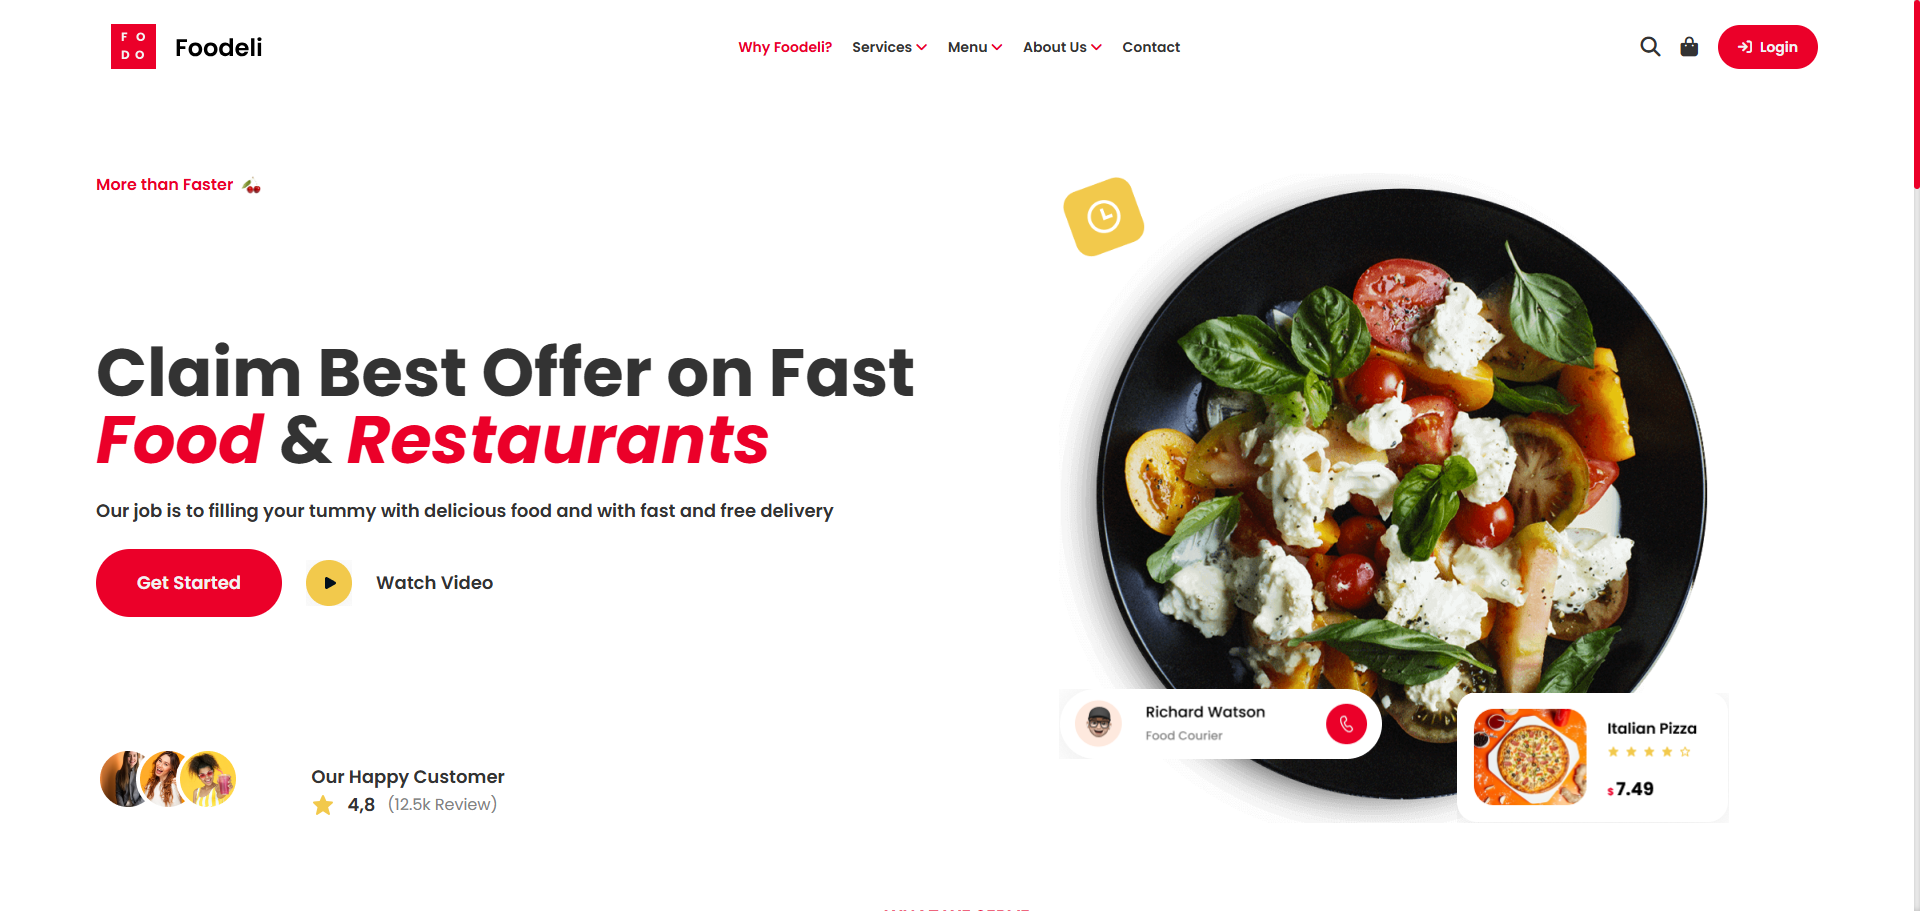 F O
D O
Foodeli
Why Foodeli?
Services
Menu
About Us
Contact
Login
More than Faster
Claim Best Offer on Fast
Food & Restaurants
Our job is to filling your tummy with delicious food and with fast and free delivery
Get Started
Watch Video
Richard Watson
Food Courier
Italian Pizza
$7.49
Our Happy Customer
4,8 (12.5k Review)